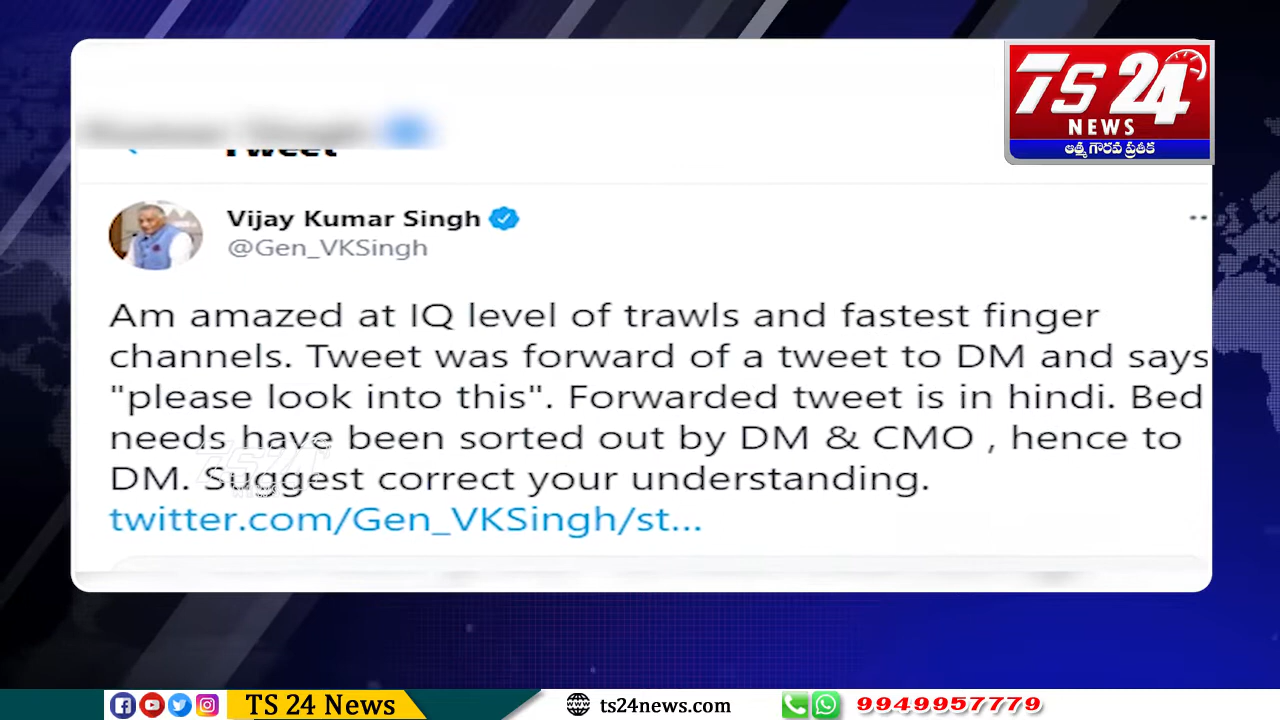 TS 24
NEWS
ఆత్మ గౌరవ ప్రతీక
Tweet
Vijay Kumar Singh
@Gen_VKSingh
Am amazed at IQ level of trawls and fastest finger
channels. Tweet was forward of a tweet to DM and says
"please look into this". Forwarded tweet is in hindi. Bed
needs have been sorted out by DM & CMO , hence to
DM. Suggest correct your understanding.
twitter.com/Gen_VKSingh/st...
TS 24
NEWS
TS 24 News
ts24news.com
9949957779